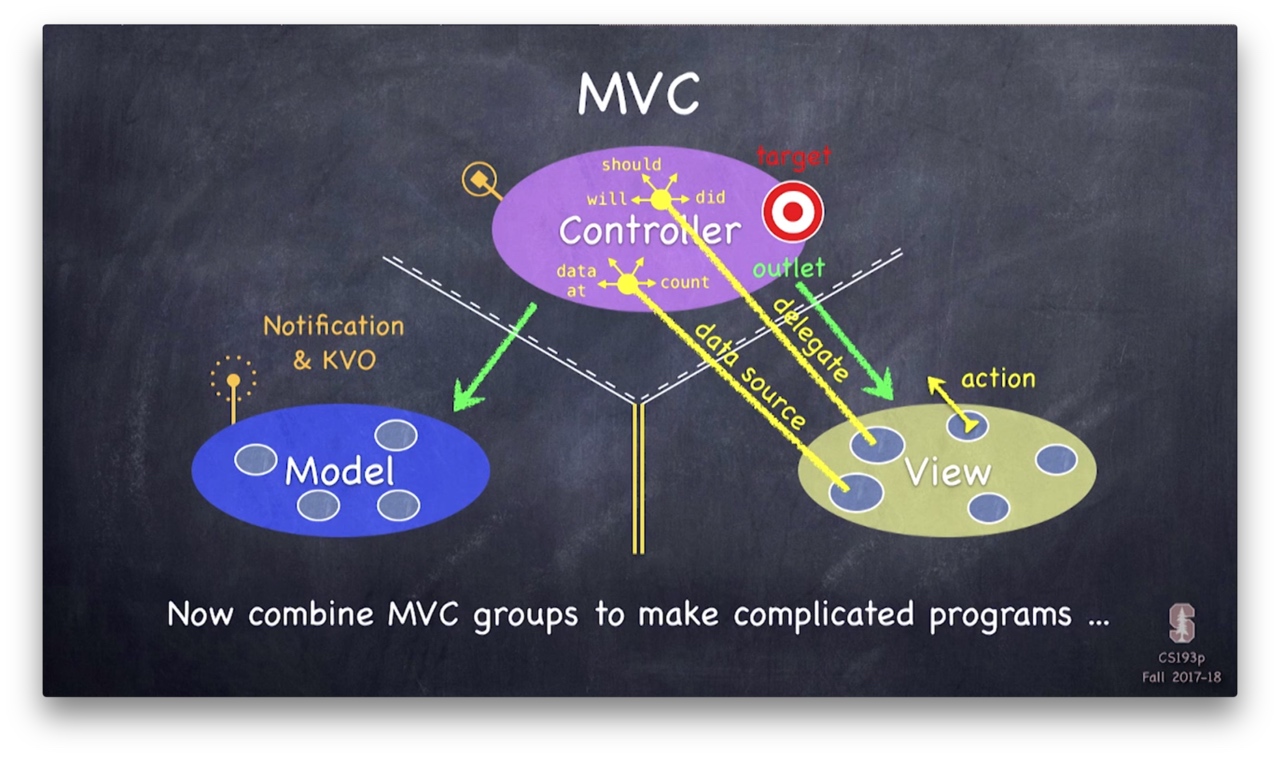 MVC
target
should
will
did
Controller
data
at
count
outlet
delegate
data source
Notification
& KVO
action
Model
View
Now combine MVC groups to make complicated programs ...
S
CS193p
Fall 2017-18